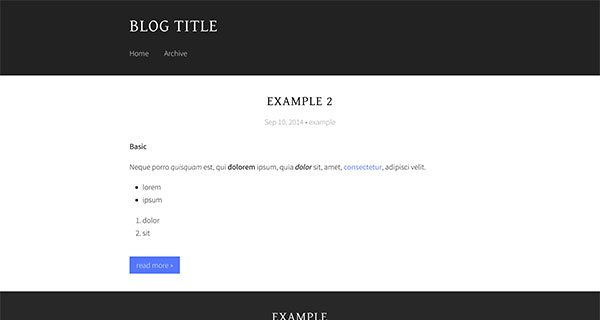 BLOG TITLE
Home Archive
EXAMPLE 2
Sep 10, 2014 • example
Basic
Neque porro quisquam est, qui dolorem ipsum, quia dolor sit, amet, consectetur, adipisci velit.
• lorem
• ipsum
1. dolor
2. sit
read more »
EXAMPLE